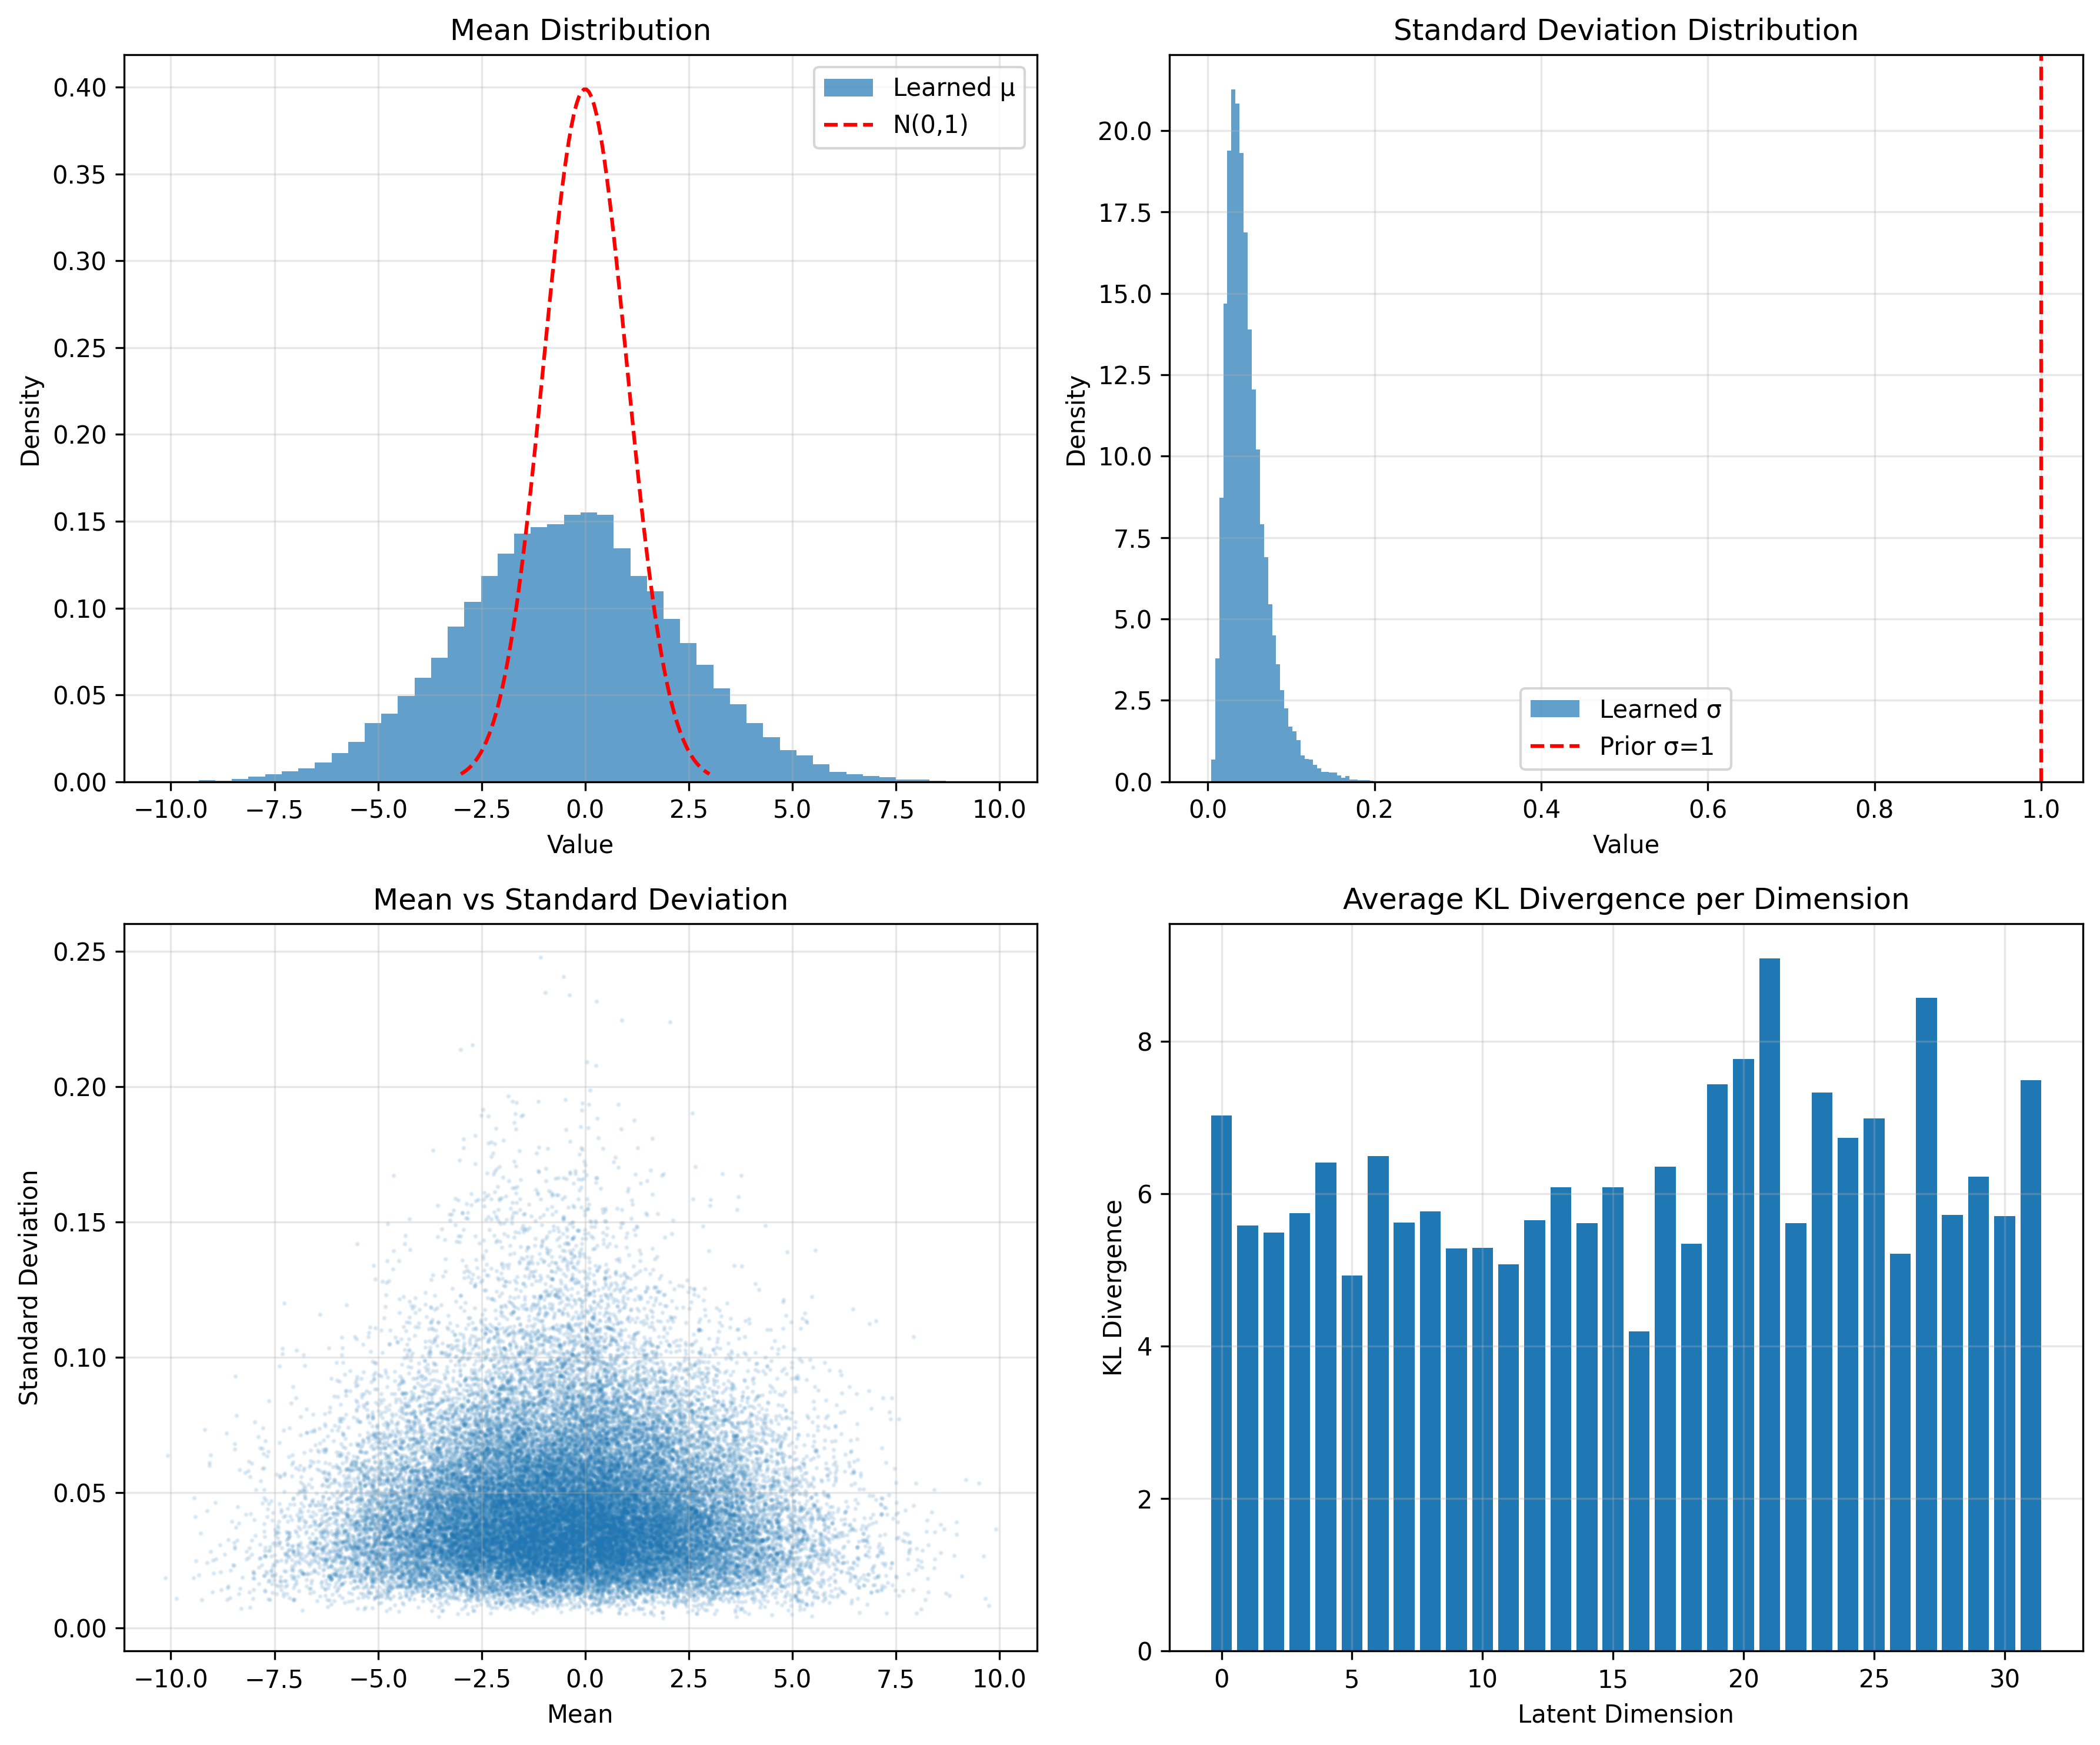 Mean Distribution
0.40
0.35
0.30
0.25
0.20
0.15
0.10
0.05
0.00
Density
Learned μ
N(0,1)
−10.0 −7.5 −5.0 −2.5 0.0 2.5 5.0 7.5 10.0
Value
Standard Deviation Distribution
20.0
17.5
15.0
12.5
10.0
7.5
5.0
2.5
0.0
Density
Learned σ
Prior σ=1
0.0 0.2 0.4 0.6 0.8 1.0
Value
Mean vs Standard Deviation
0.25
0.20
0.15
0.10
0.05
0.00
Standard Deviation
−10.0 −7.5 −5.0 −2.5 0.0 2.5 5.0 7.5 10.0
Mean
Average KL Divergence per Dimension
8
6
4
2
0
KL Divergence
0 5 10 15 20 25 30
Latent Dimension